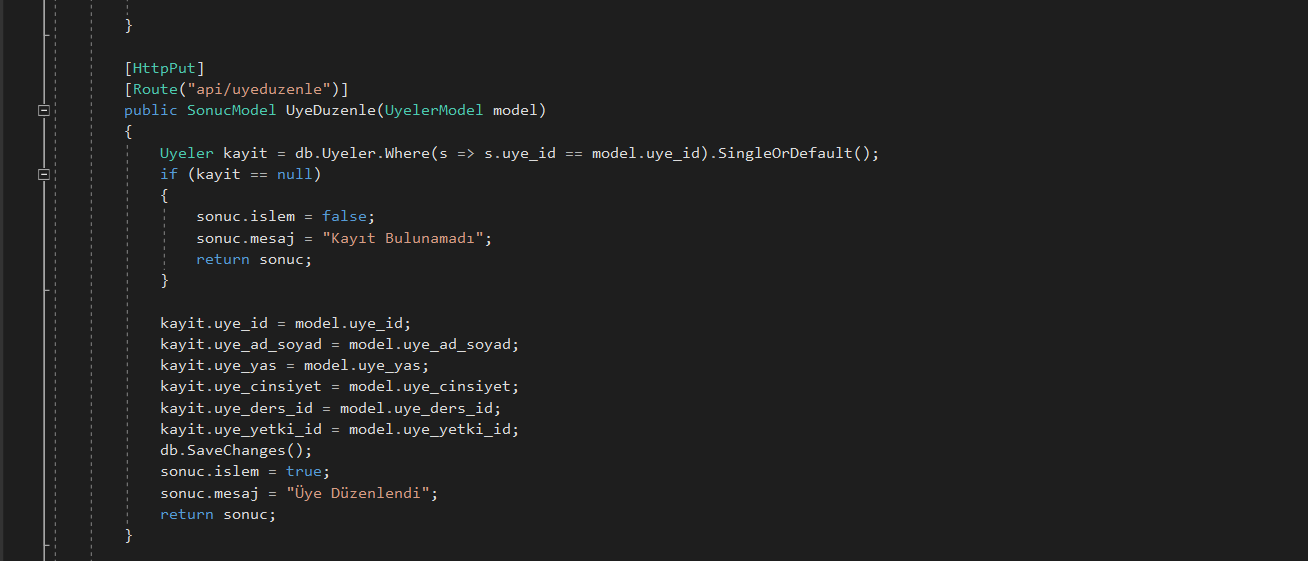 }
[HttpPut]
[Route("api/uyeduzenle")]
public SonucModel UyeDuzenle(UyelerModel model)
{
Uyeler kayit = db.Uyeler.Where(s => s.uye_id == model.uye_id).SingleOrDefault();
if (kayit == null)
{
sonuc.islem = false;
sonuc.mesaj = "Kayıt Bulunamadı";
return sonuc;
}
kayit.uye_id = model.uye_id;
kayit.uye_ad_soyad = model.uye_ad_soyad;
kayit.uye_yas = model.uye_yas;
kayit.uye_cinsiyet = model.uye_cinsiyet;
kayit.uye_ders_id = model.uye_ders_id;
kayit.uye_yetki_id = model.uye_yetki_id;
db.SaveChanges();
sonuc.islem = true;
sonuc.mesaj = "Üye Düzenlendi";
return sonuc;
}